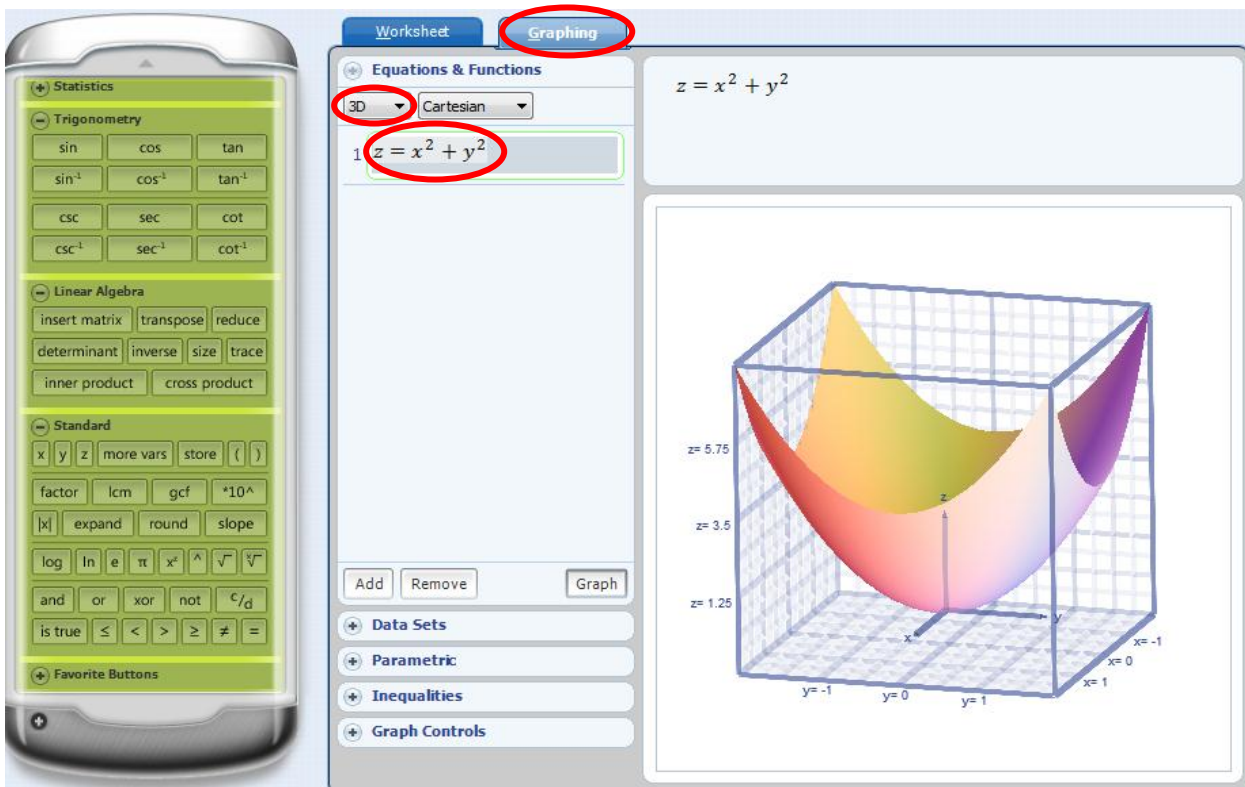 Statistics
Trigonometry
sin cos tan
sin⁻¹ cos⁻¹ tan⁻¹
csc sec cot
csc⁻¹ sec⁻¹ cot⁻¹
Linear Algebra
insert matrix transpose reduce
determinant inverse size trace
inner product cross product
Standard
x y z more vars store ( )
factor lcm gcf *10^
|x| expand round slope
log ln e π xᶻ ^ √ ˣ√
and or xor not c/d
is true ≤ < > ≥ ≠ =
Favorite Buttons
Worksheet Graphing
Equations & Functions
3D Cartesian
1 z = x² + y²
Add Remove Graph
Data Sets
Parametric
Inequalities
Graph Controls
z = x² + y²
z= 5.75
z= 3.5
z= 1.25
z
x
y
y= -1
y= 0
y= 1
x= -1
x= 0
x= 1